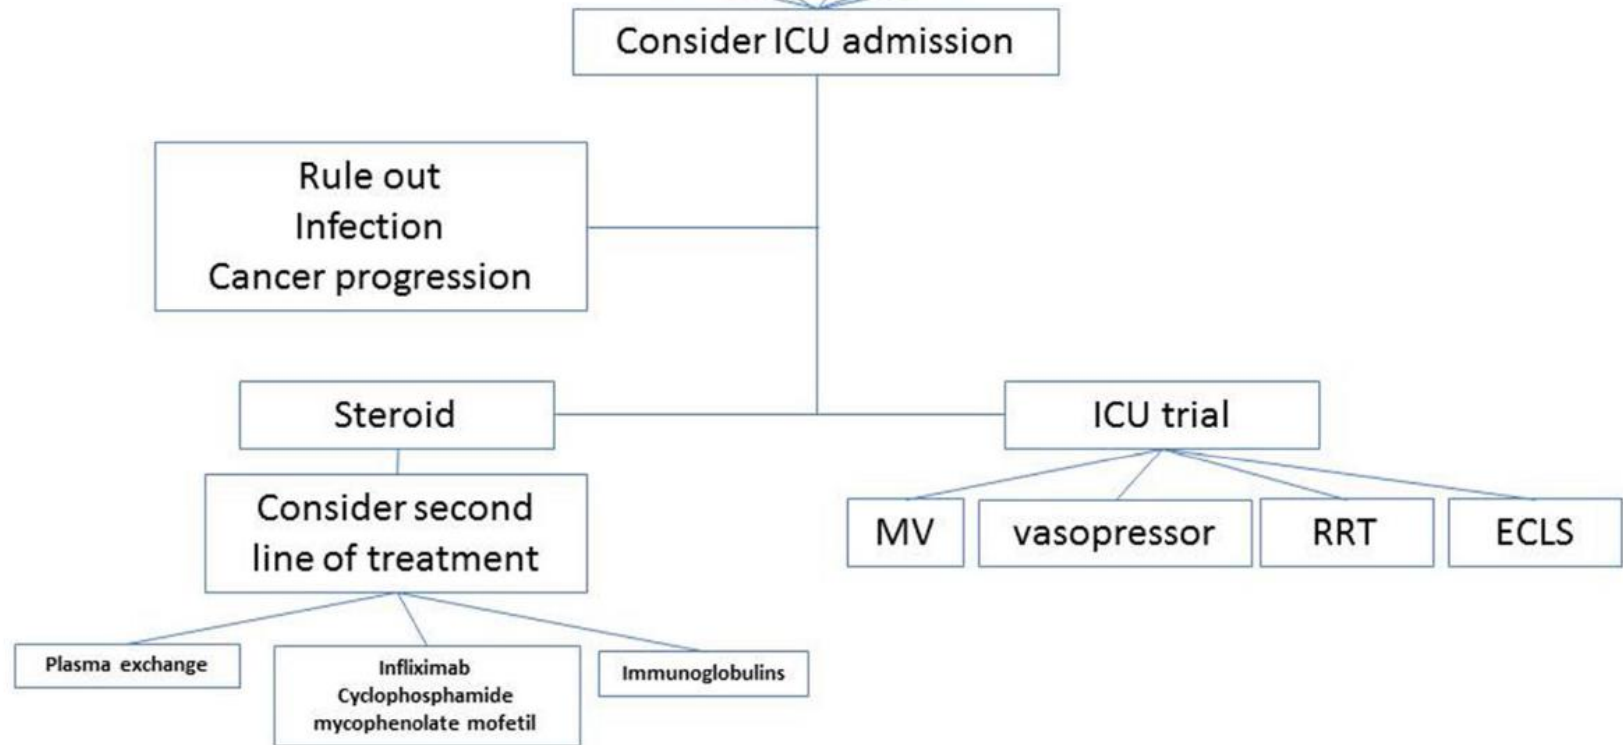 Consider ICU admission
Rule out
Infection
Cancer progression
Steroid
ICU trial
Consider second
line of treatment
MV
vasopressor
RRT
ECLS
Plasma exchange
Infliximab
Cyclophosphamide
mycophenolate mofetil
Immunoglobulins